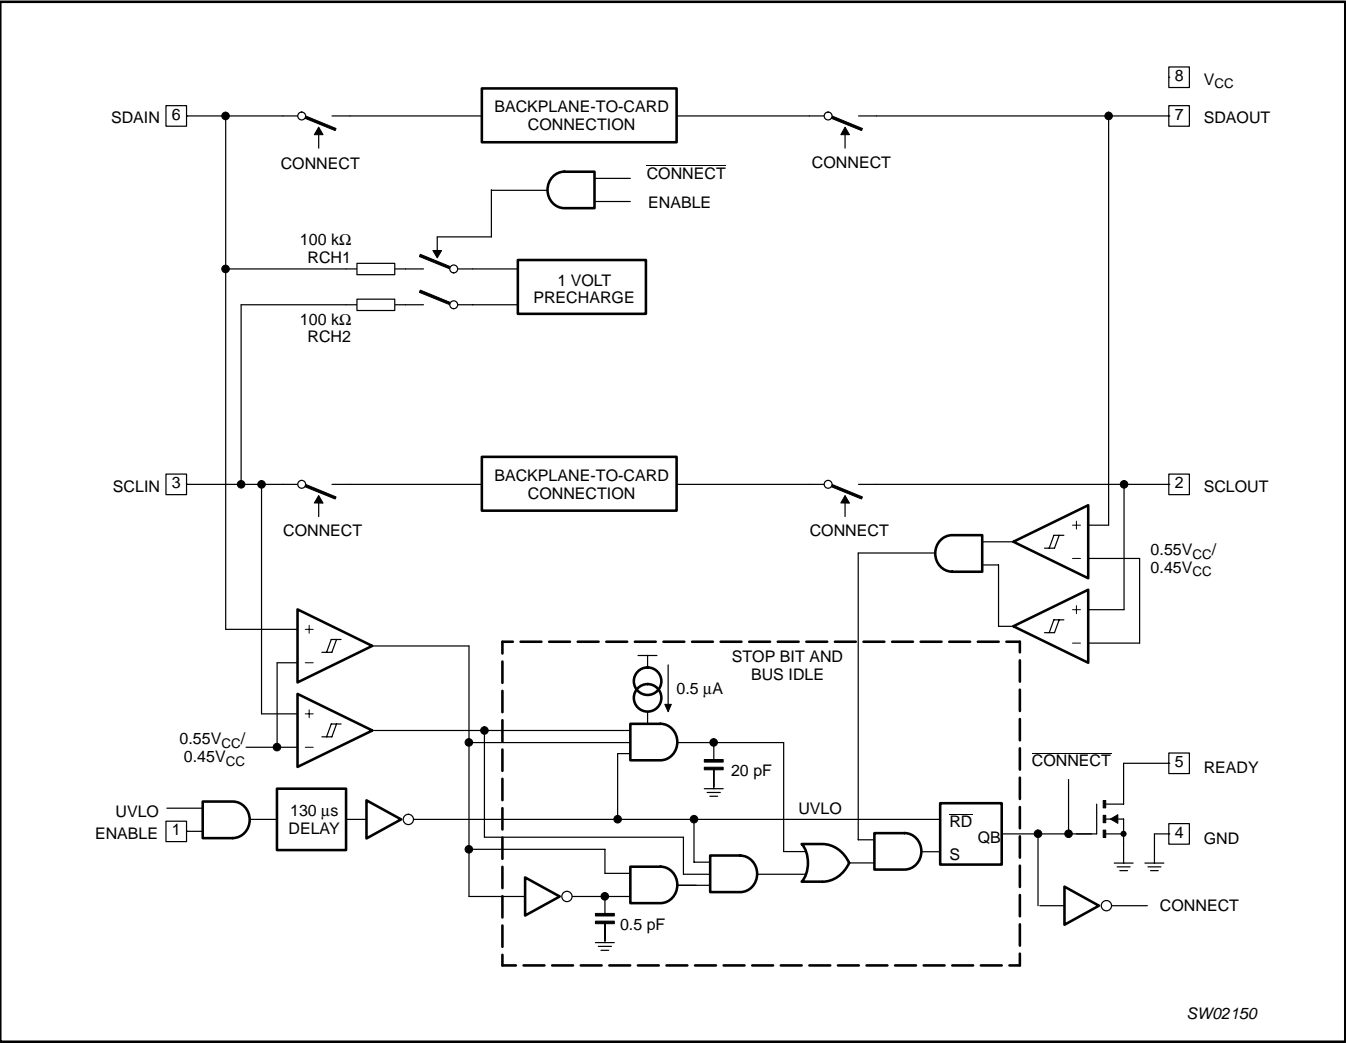 8 VCC
SDAIN 6
BACKPLANE-TO-CARD
CONNECTION
7 SDAOUT
CONNECT
CONNECT
CONNECT
ENABLE
100 kΩ
RCH1
1 VOLT
PRECHARGE
100 kΩ
RCH2
SCLIN 3
BACKPLANE-TO-CARD
CONNECTION
2 SCLOUT
CONNECT
CONNECT
+
−
0.55VCC/
0.45VCC
+
−
+
−
STOP BIT AND
BUS IDLE
0.5 µA
+
−
0.55VCC/
0.45VCC
20 pF
CONNECT
5 READY
UVLO
ENABLE 1
130 µs
DELAY
UVLO
RD
QB
S
4 GND
0.5 pF
CONNECT
SW02150